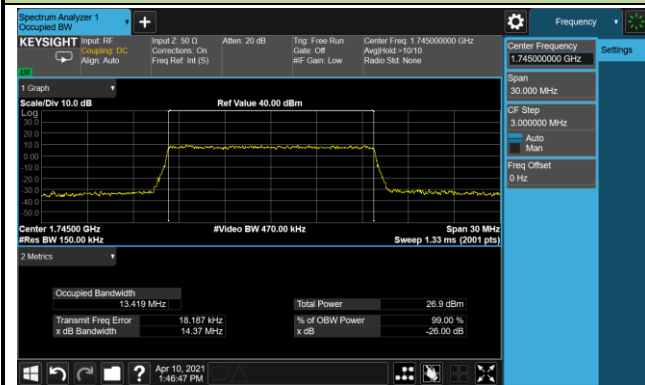 Spectrum Analyzer 1
Occupied BW
+
Frequency
KEYSIGHT Input: RF Input Z: 50 Ω Atten: 20 dB Trig: Free Run Center Freq: 1.745000000 GHz
Coupling: DC Corrections: On Gate: Off Avg|Hold:>10/10
Align: Auto Freq Ref: Int (S) #IF Gain: Low Radio Std: None
Center Frequency
1.745000000 GHz
Settings
Span
30.000 MHz
CF Step
3.000000 MHz
Auto
Man
Freq Offset
0 Hz
1 Graph
Scale/Div 10.0 dB Ref Value 40.00 dBm
Log
30.0
20.0
10.0
0.00
-10.0
-20.0
-30.0
-40.0
-50.0
Center 1.74500 GHz #Video BW 470.00 kHz Span 30 MHz
#Res BW 150.00 kHz Sweep 1.33 ms (2001 pts)
2 Metrics
Occupied Bandwidth
13.419 MHz Total Power 26.9 dBm
Transmit Freq Error 18.187 kHz % of OBW Power 99.00 %
x dB Bandwidth 14.37 MHz x dB -26.00 dB
? Apr 10, 2021
1:46:47 PM